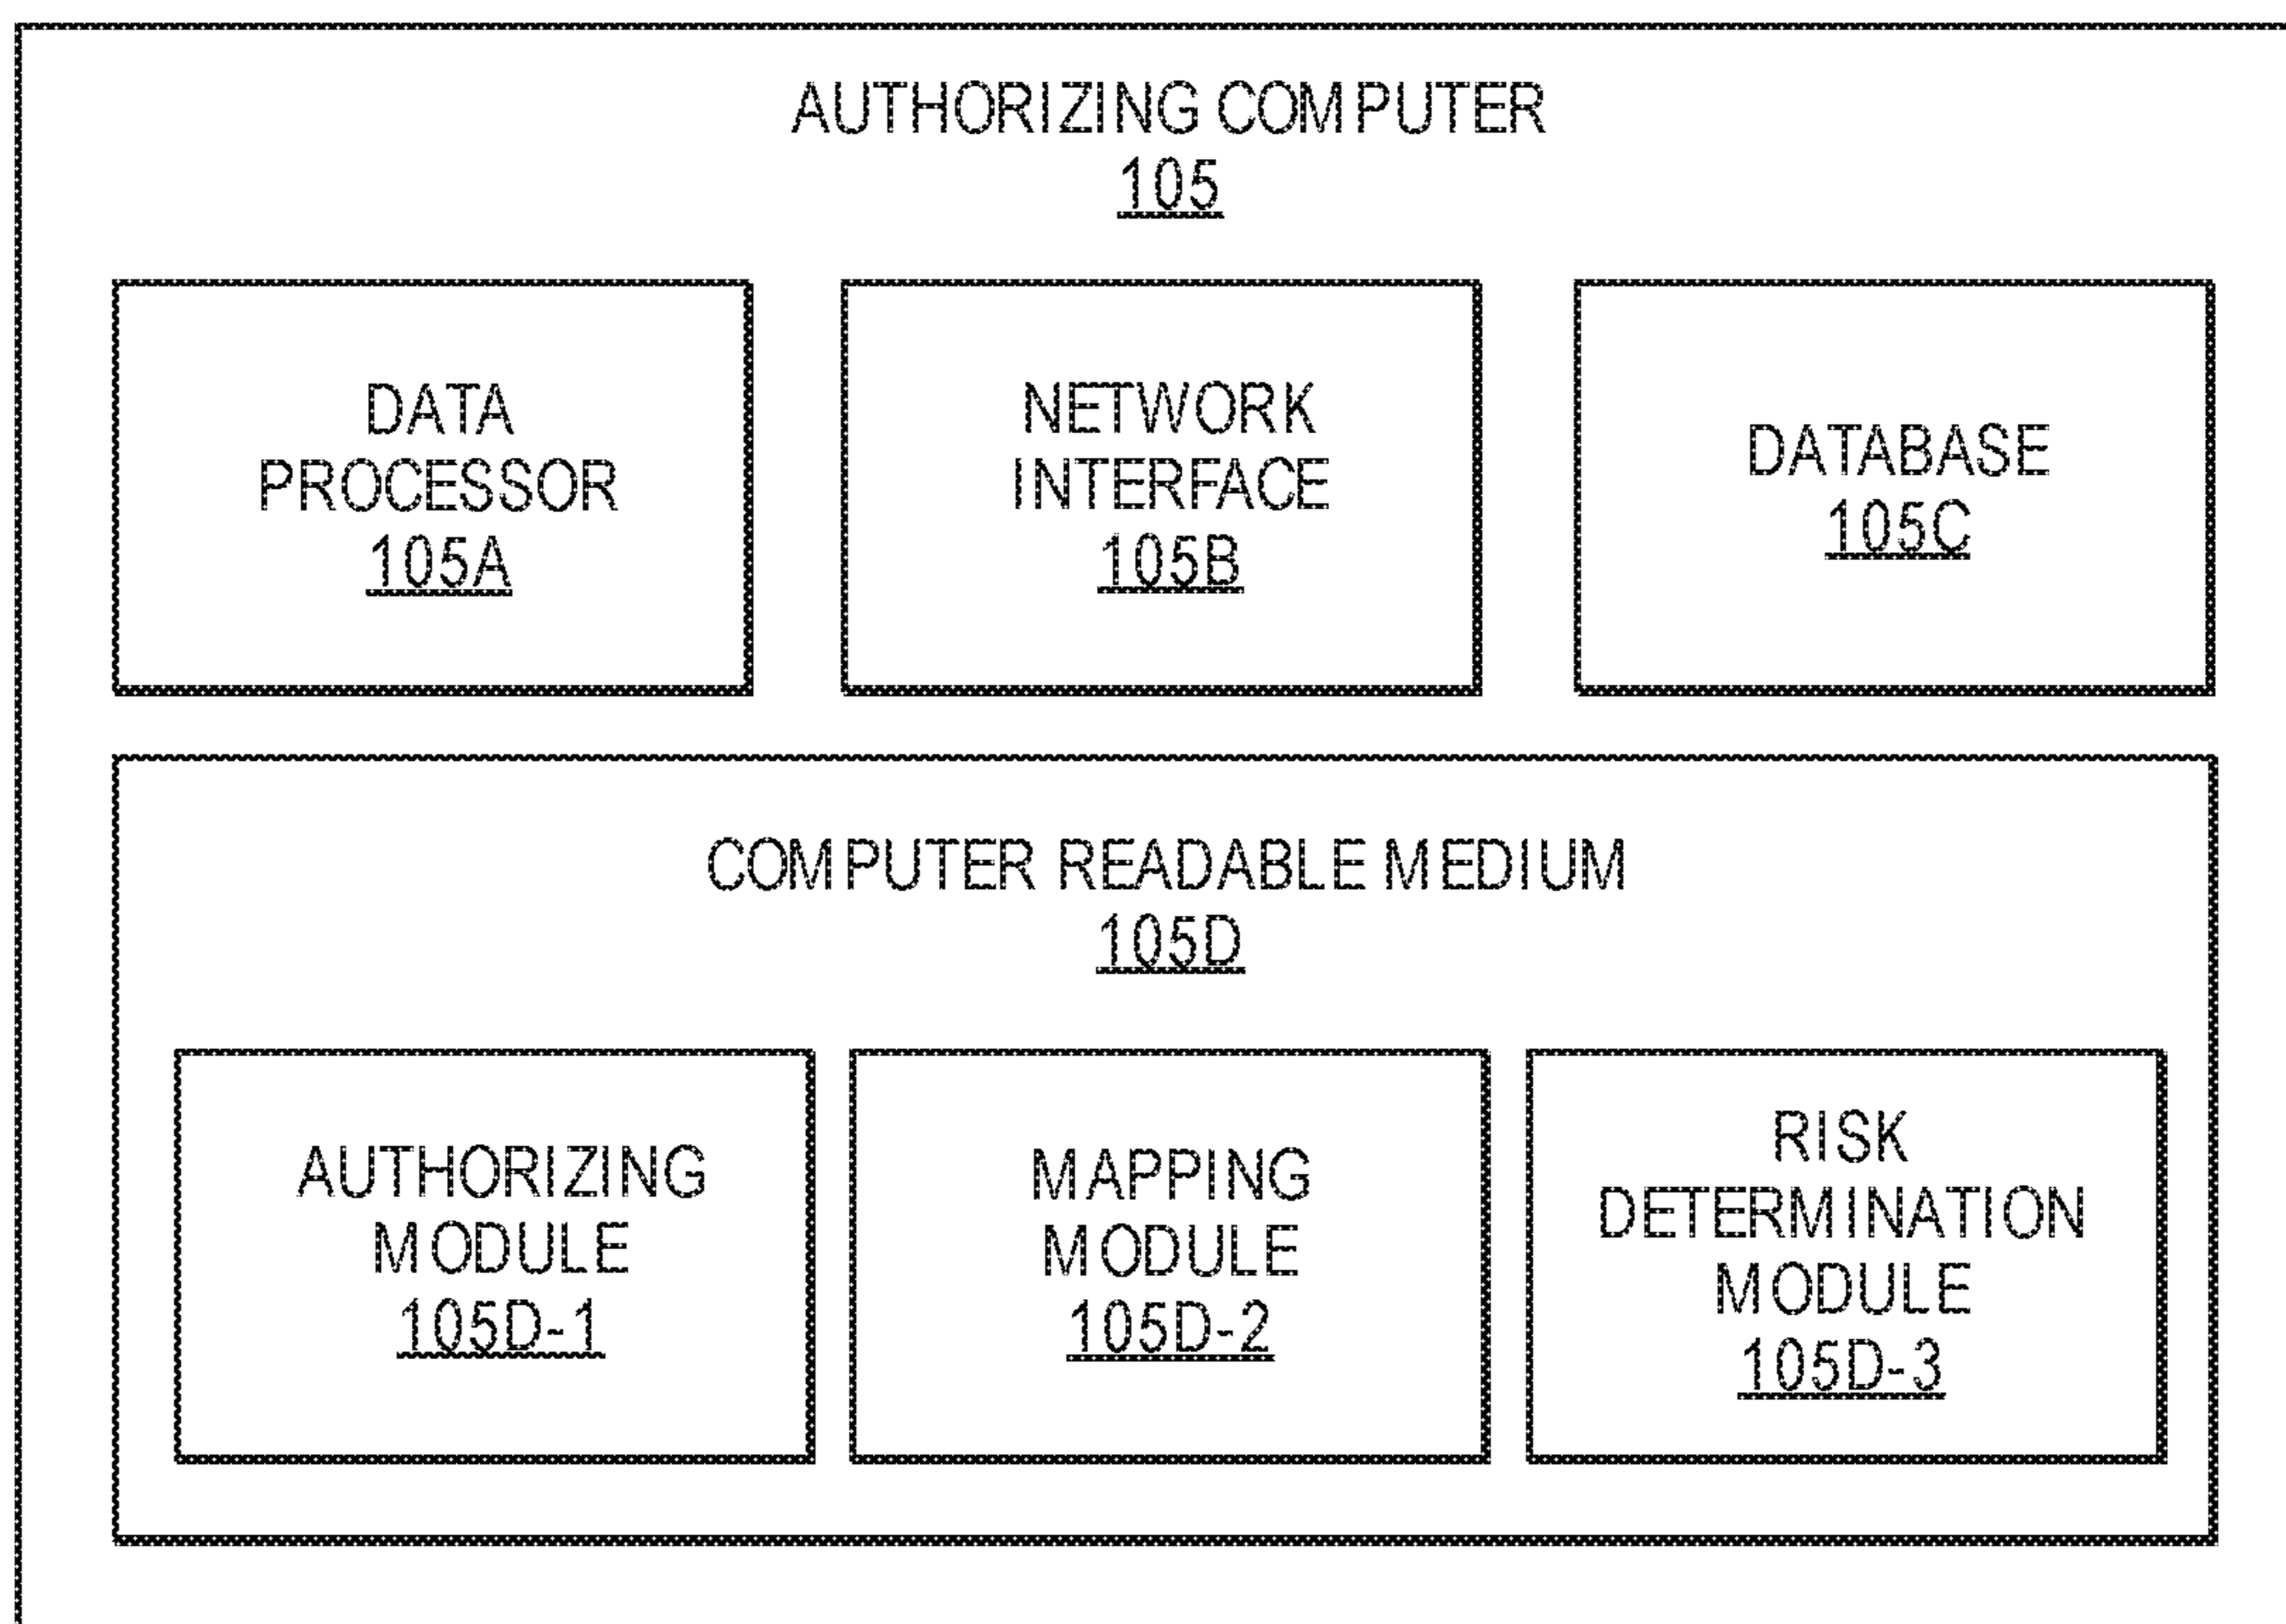 AUTHORIZING COMPUTER
105
DATA
PROCESSOR
105A
NETWORK
INTERFACE
105B
DATABASE
105C
COMPUTER READABLE MEDIUM
105D
AUTHORIZING
MODULE
105D-1
MAPPING
MODULE
105D-2
RISK
DETERMINATION
MODULE
105D-3